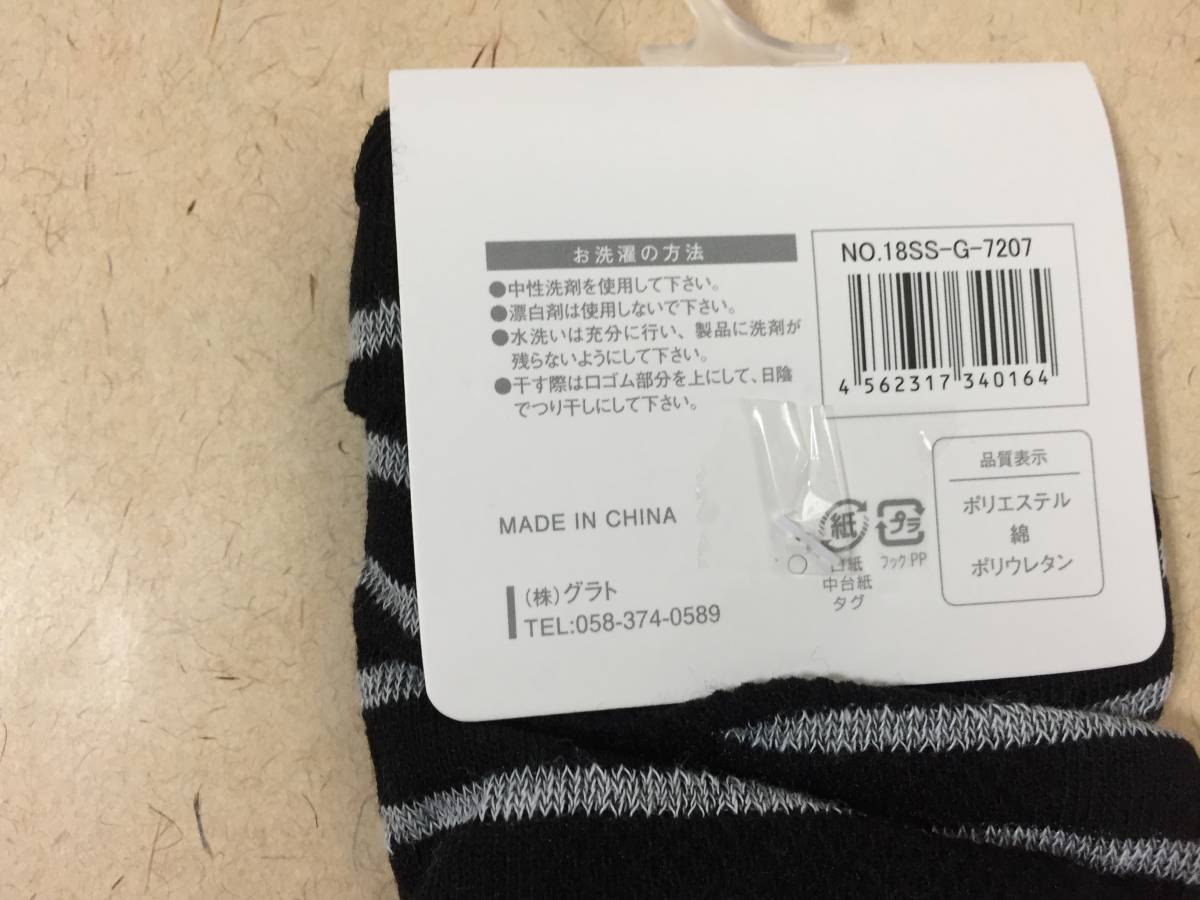 お洗濯の方法
●中性洗剤を使用して下さい。
●漂白剤は使用しないで下さい。
●水洗いは充分に行い、製品に洗剤が
残らないようにして下さい。
●干す際は口ゴム部分を上にして、日陰
でつり干しにして下さい。
NO.18SS-G-7207
4 562317 340164
品質表示
ポリエステル
綿
ポリウレタン
MADE IN CHINA
(株)グラト
TEL:058-374-0589
紙
中台紙
タグ
プラ
フックPP